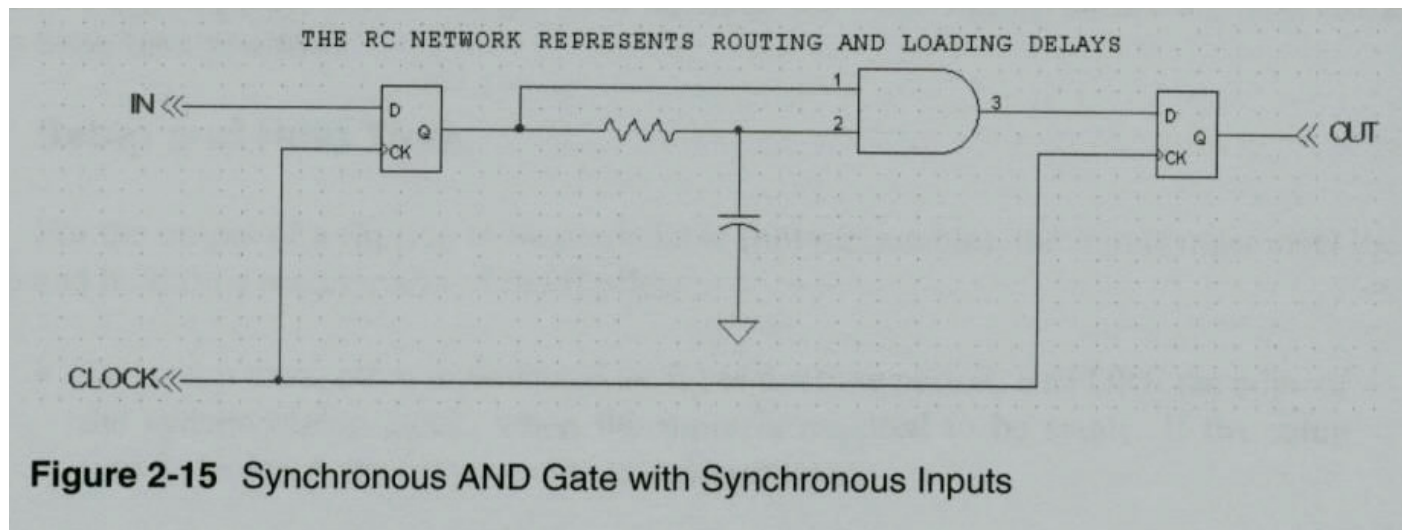 THE RC NETWORK REPRESENTS ROUTING AND LOADING DELAYS
IN
D
Q
CK
1
2
3
D
Q
CK
OUT
CLOCK
Figure 2-15 Synchronous AND Gate with Synchronous Inputs